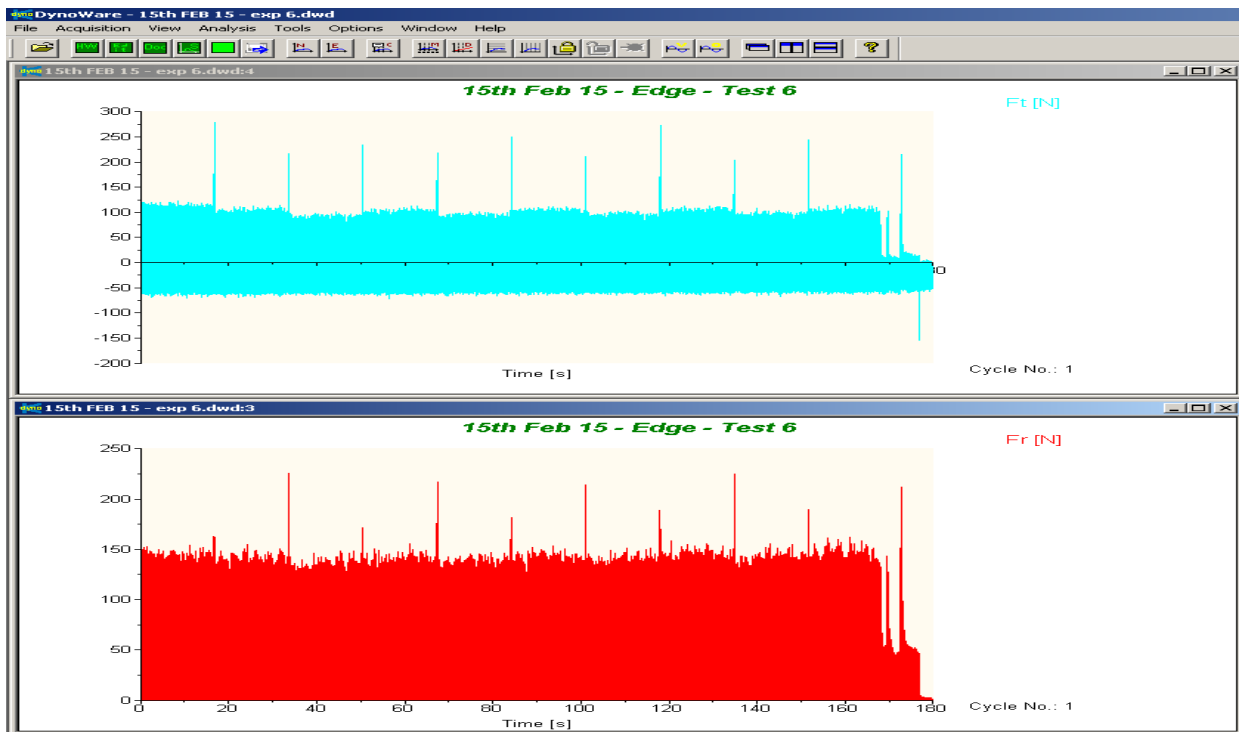 DynoWare - 15th FEB 15 - exp 6.dwd
File Acquisition View Analysis Tools Options Window Help
15th FEB 15 - exp 6.dwd:4
15th Feb 15 - Edge - Test 6
Ft [N]
300
250
200
150
100
50
0
-50
-100
-150
-200
Time [s]
Cycle No.: 1
15th FEB 15 - exp 6.dwd:3
15th Feb 15 - Edge - Test 6
Fr [N]
250
200
150
100
50
0
0 20 40 60 80 100 120 140 160 180
Time [s]
Cycle No.: 1